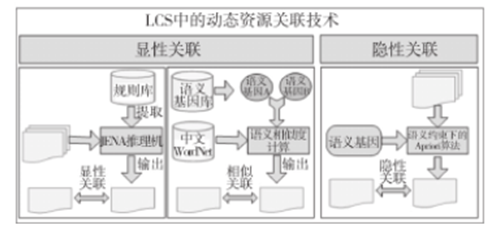 LCS中的动态资源关联技术
显性关联
隐性关联
规则库
提取
JENA推理机
输出
显性
关联
语义
基因库
语义
基因A
语义
基因B
中文
WordNet
语义相似度
计算
输出
相似
关联
语义基因
语义约束下的
Apriori算法
输出
隐性
关联